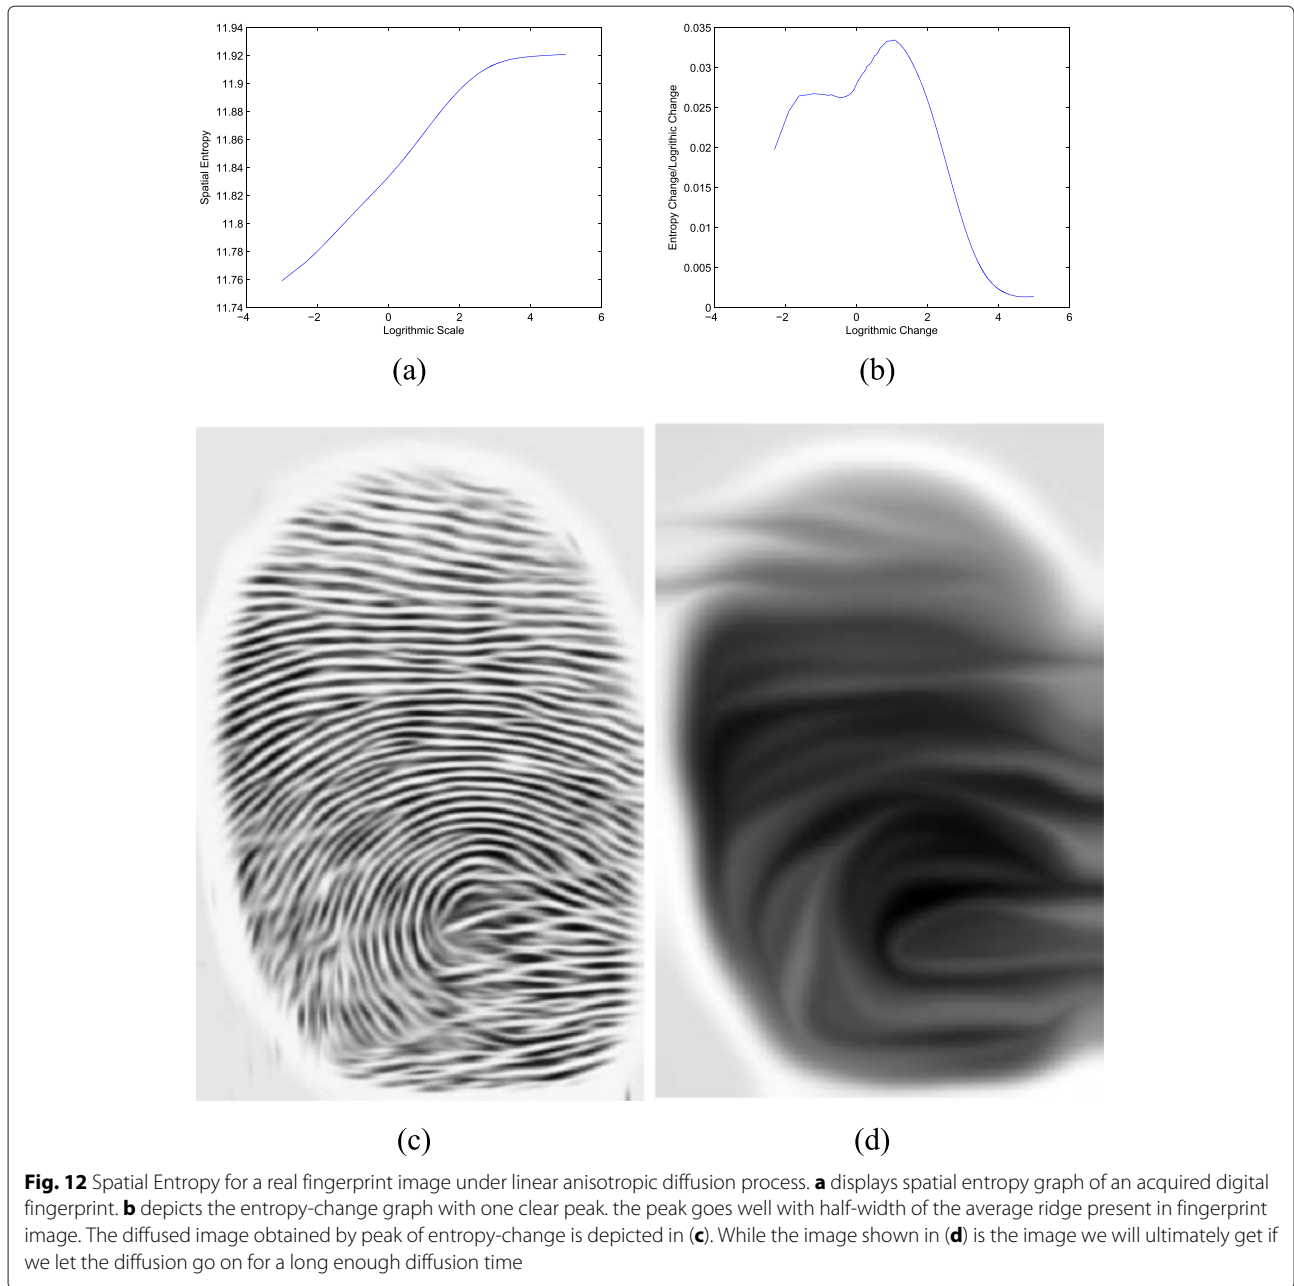 11.94
11.92
11.9
11.88
11.86
11.84
11.82
11.8
11.78
11.76
11.74
Spatial Entropy
−4 −2 0 2 4 6
Logrithmic Scale
(a)
0.035
0.03
0.025
0.02
0.015
0.01
0.005
0
Entropy Change/Logrithic Change
−4 −2 0 2 4 6
Logrithmic Change
(b)
(c)
(d)
Fig. 12 Spatial Entropy for a real fingerprint image under linear anisotropic diffusion process. a displays spatial entropy graph of an acquired digital
fingerprint. b depicts the entropy-change graph with one clear peak. the peak goes well with half-width of the average ridge present in fingerprint
image. The diffused image obtained by peak of entropy-change is depicted in (c). While the image shown in (d) is the image we will ultimately get if
we let the diffusion go on for a long enough diffusion time